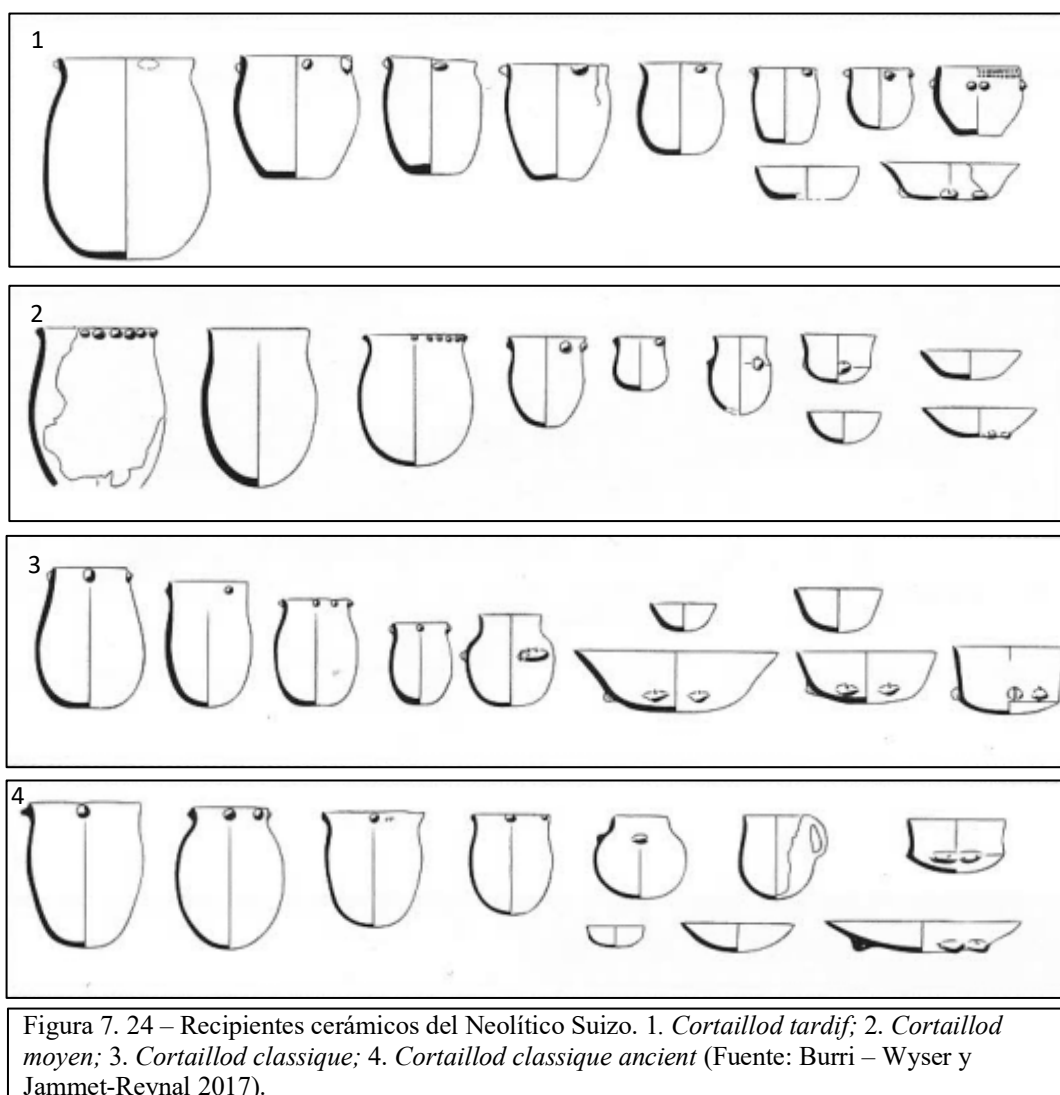 1
2
3
4
Figura 7. 24 – Recipientes cerámicos del Neolítico Suizo. 1. Cortaillod tardif; 2. Cortaillod
moyen; 3. Cortaillod classique; 4. Cortaillod classique ancient (Fuente: Burri – Wyser y
Jammet-Reynal 2017).